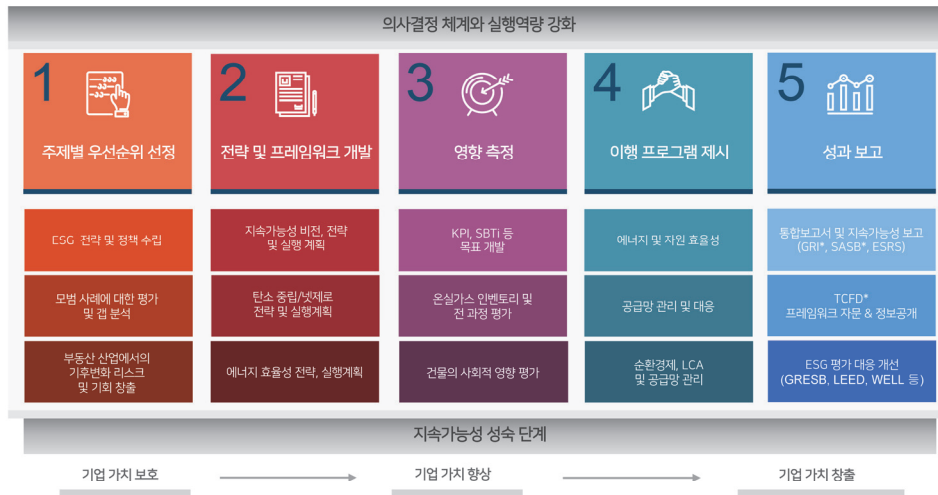 의사결정 체계와 실행역량 강화
1
주제별 우선순위 선정
ESG 전략 및 정책 수립
모범 사례에 대한 평가
및 갭 분석
부동산 산업에서의
기후변화 리스크
및 기회 창출
2
전략 및 프레임워크 개발
지속가능성 비전, 전략
및 실행 계획
탄소 중립/넷제로
전략 및 실행계획
에너지 효율성 전략, 실행계획
3
영향 측정
KPI, SBTi 등
목표 개발
온실가스 인벤토리 및
전 과정 평가
건물의 사회적 영향 평가
4
이행 프로그램 제시
에너지 및 자원 효율성
공급망 관리 및 대응
순환경제, LCA
및 공급망 관리
5
성과 보고
통합보고서 및 지속가능성 보고
(GRI*, SASB*, ESRS)
TCFD*
프레임워크 자문 & 정보공개
ESG 평가 대응 개선
(GRESB, LEED, WELL 등)
지속가능성 성숙 단계
기업 가치 보호
기업 가치 향상
기업 가치 창출